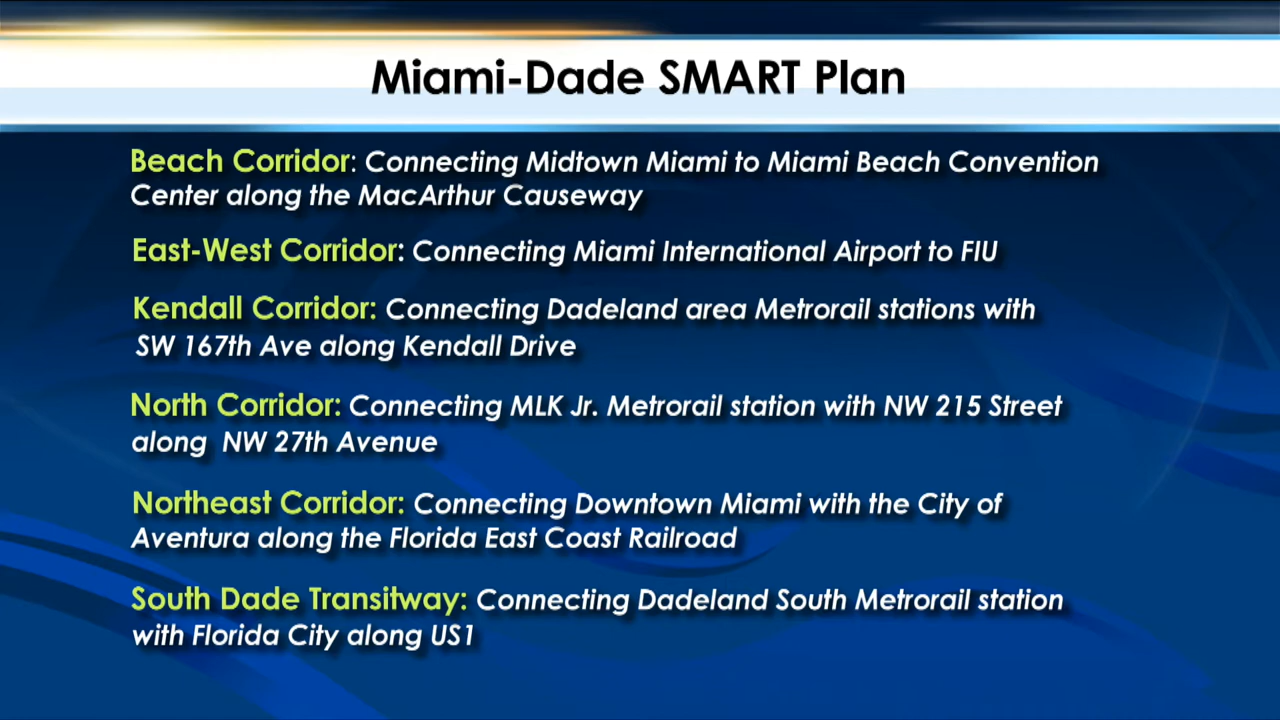 Miami-Dade SMART Plan
Beach Corridor: Connecting Midtown Miami to Miami Beach Convention
Center along the MacArthur Causeway
East-West Corridor: Connecting Miami International Airport to FIU
Kendall Corridor: Connecting Dadeland area Metrorail stations with
SW 167th Ave along Kendall Drive
North Corridor: Connecting MLK Jr. Metrorail station with NW 215 Street
along NW 27th Avenue
Northeast Corridor: Connecting Downtown Miami with the City of
Aventura along the Florida East Coast Railroad
South Dade Transitway: Connecting Dadeland South Metrorail station
with Florida City along US1